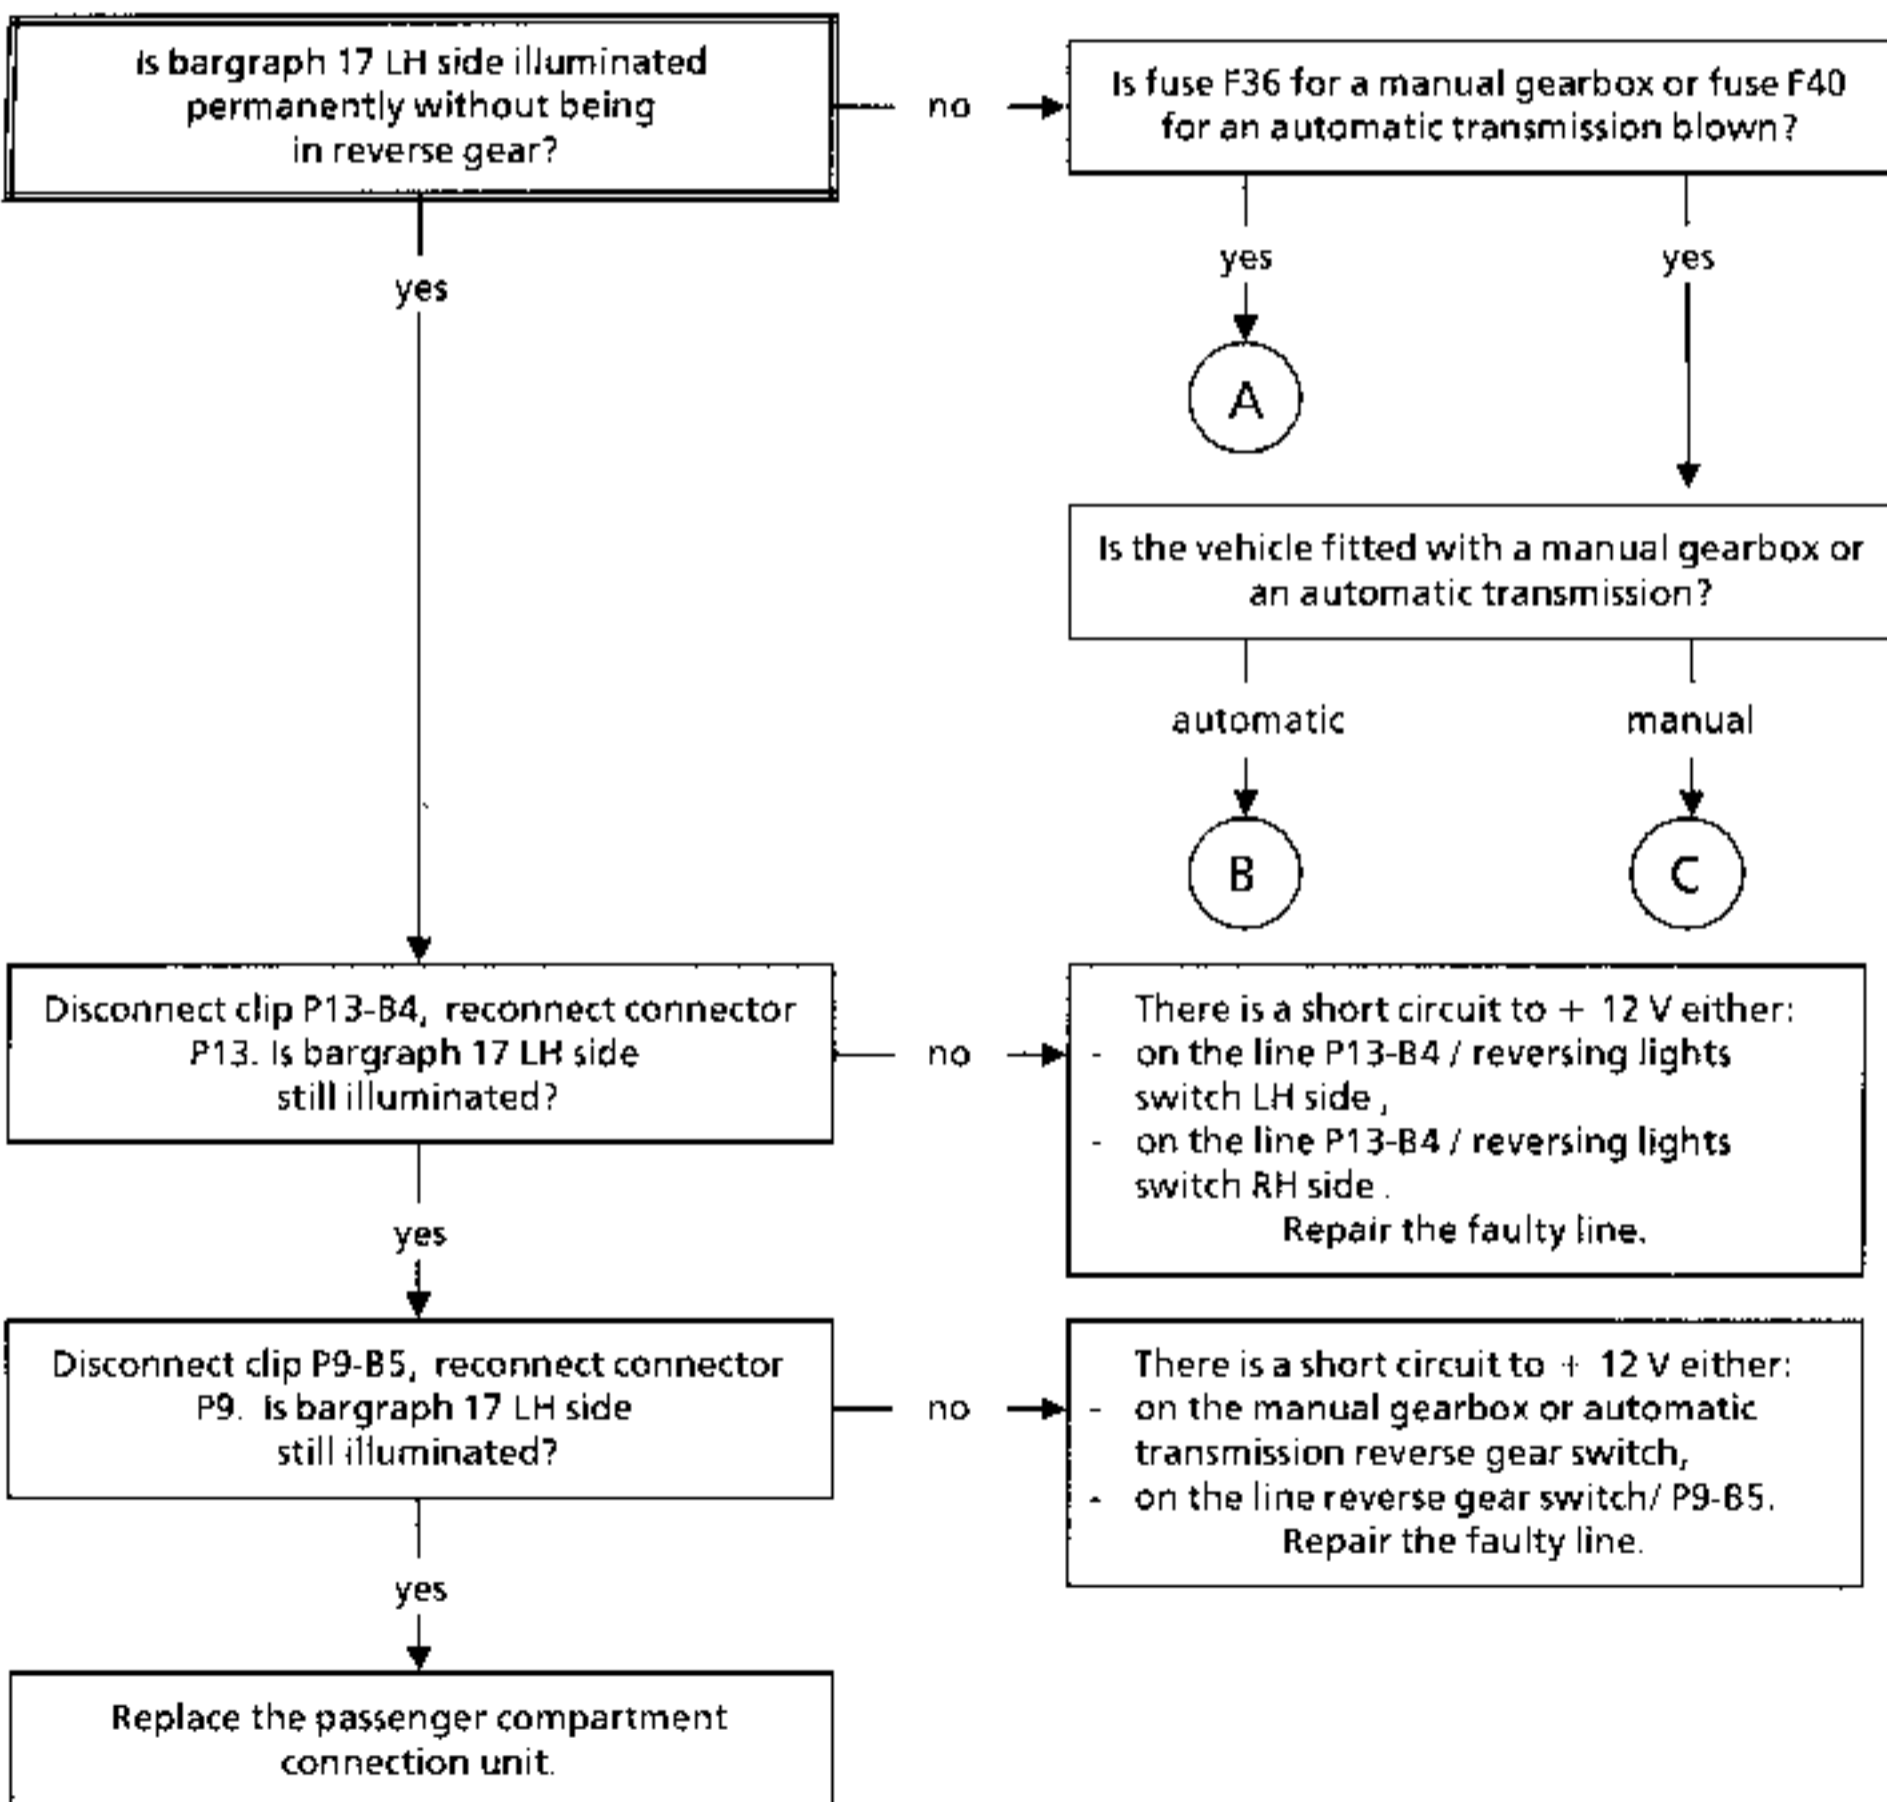 Is bargraph 17 LH side illuminated
permanently without being
in reverse gear?
no
Is fuse F36 for a manual gearbox or fuse F40
for an automatic transmission blown?
yes
yes
yes
A
Is the vehicle fitted with a manual gearbox or
an automatic transmission?
automatic
manual
B
C
Disconnect clip P13-B4, reconnect connector
P13. Is bargraph 17 LH side
still illuminated?
no
There is a short circuit to + 12 V either:
- on the line P13-B4 / reversing lights
switch LH side,
- on the line P13-B4 / reversing lights
switch RH side.
Repair the faulty line.
yes
Disconnect clip P9-B5, reconnect connector
P9. Is bargraph 17 LH side
still illuminated?
no
There is a short circuit to + 12 V either:
- on the manual gearbox or automatic
transmission reverse gear switch,
- on the line reverse gear switch/ P9-B5.
Repair the faulty line.
yes
Replace the passenger compartment
connection unit.